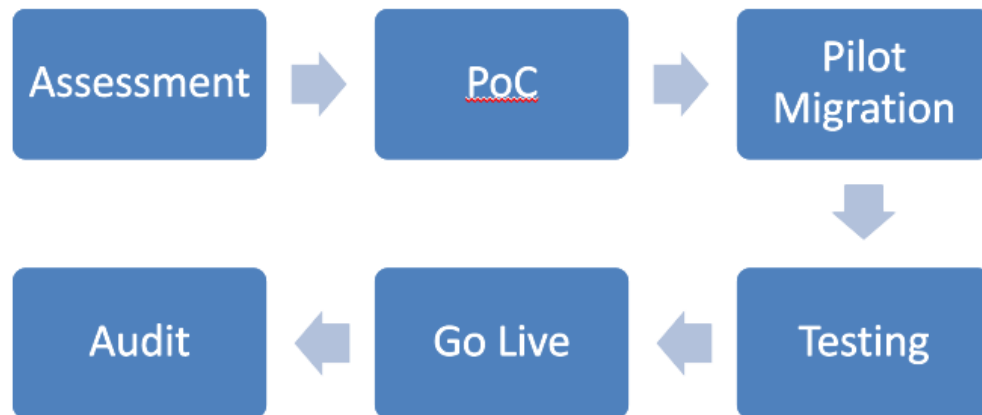 Assessment
PoC
Pilot
Migration
Testing
Go Live
Audit